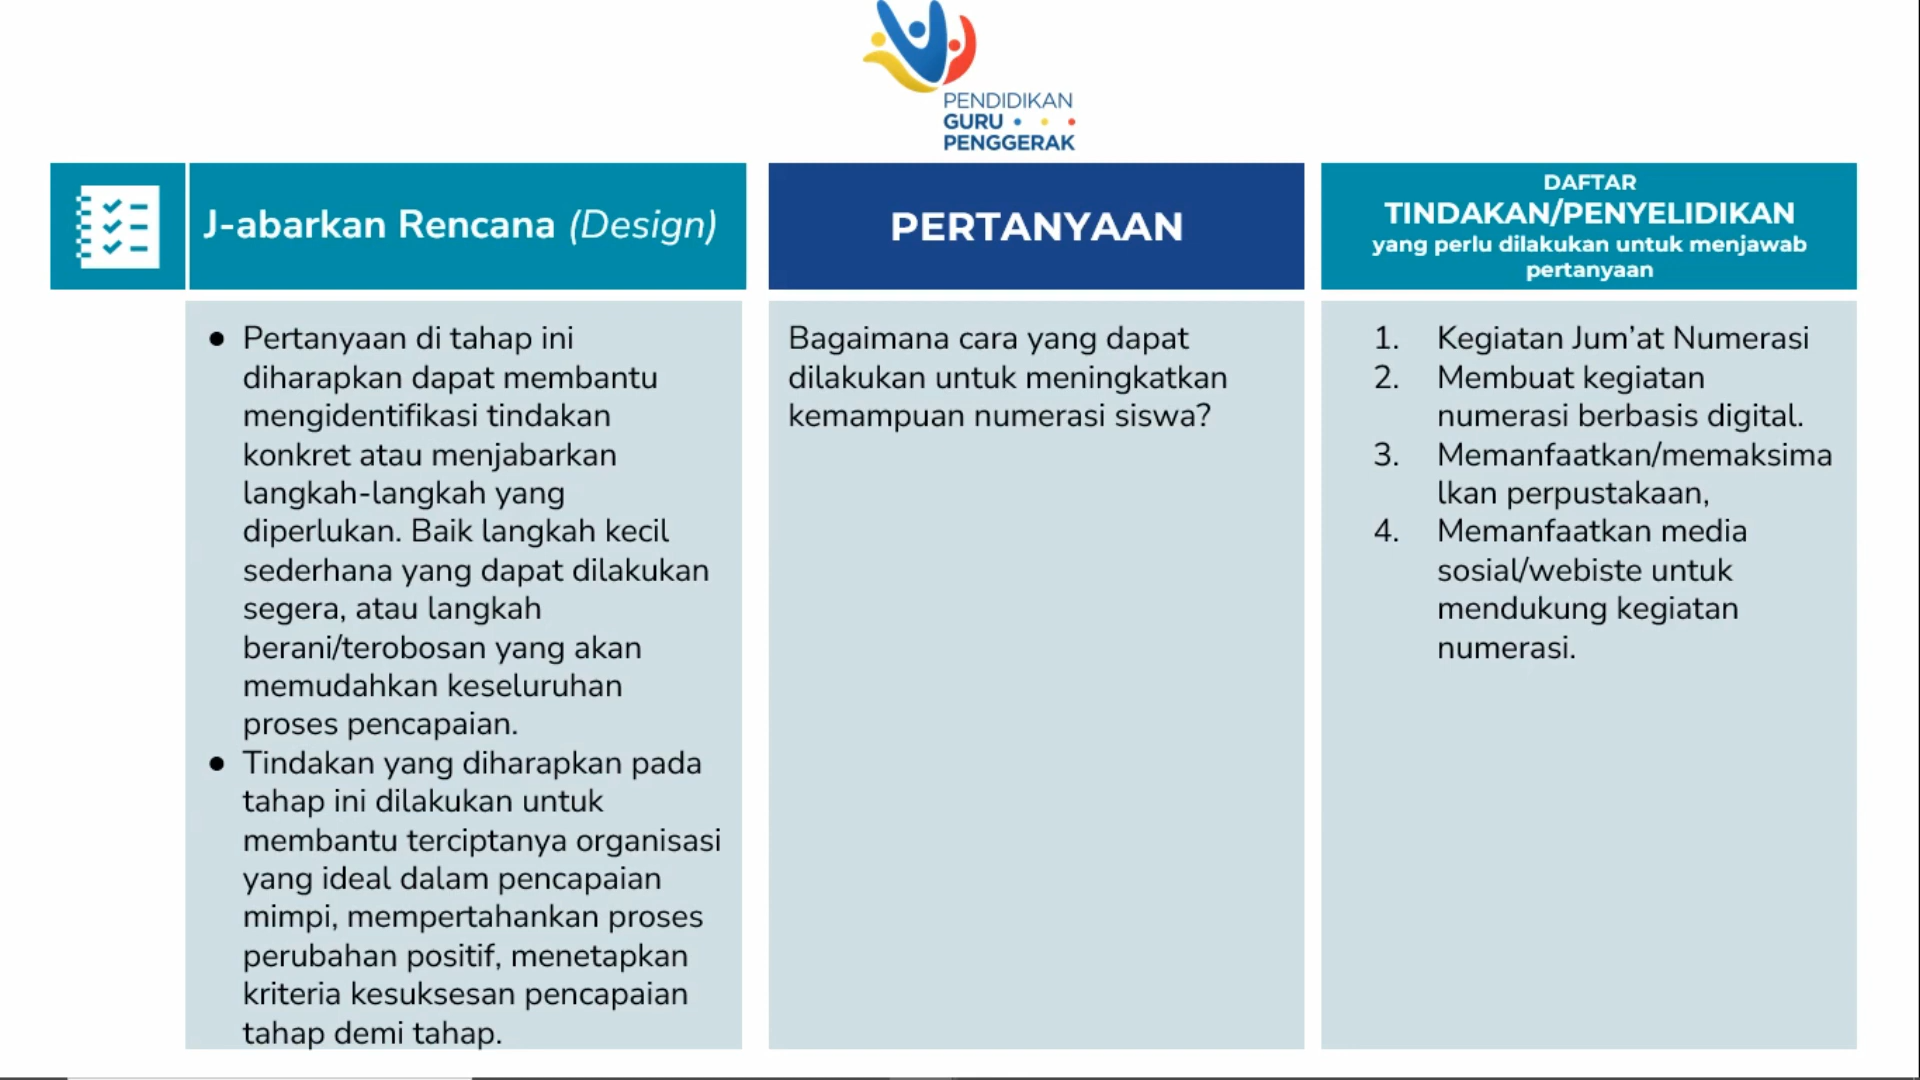 PENDIDIKAN
GURU
PENGGERAK
J-abarkan Rencana (Design)
PERTANYAAN
DAFTAR
TINDAKAN/PENYELIDIKAN
yang perlu dilakukan untuk menjawab
pertanyaan
● Pertanyaan di tahap ini
diharapkan dapat membantu
mengidentifikasi tindakan
konkret atau menjabarkan
langkah-langkah yang
diperlukan. Baik langkah kecil
sederhana yang dapat dilakukan
segera, atau langkah
berani/terobosan yang akan
memudahkan keseluruhan
proses pencapaian.
● Tindakan yang diharapkan pada
tahap ini dilakukan untuk
membantu terciptanya organisasi
yang ideal dalam pencapaian
mimpi, mempertahankan proses
perubahan positif, menetapkan
kriteria kesuksesan pencapaian
tahap demi tahap.
Bagaimana cara yang dapat
dilakukan untuk meningkatkan
kemampuan numerasi siswa?
1. Kegiatan Jum’at Numerasi
2. Membuat kegiatan
numerasi berbasis digital.
3. Memanfaatkan/memaksima
lkan perpustakaan,
4. Memanfaatkan media
sosial/webiste untuk
mendukung kegiatan
numerasi.